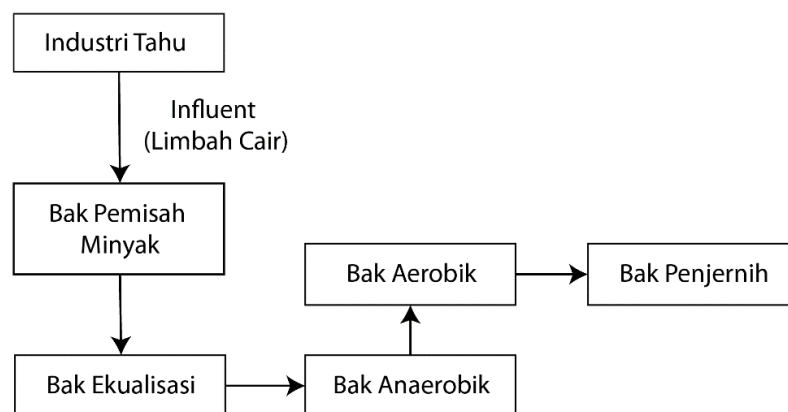 Industri Tahu
Influent
(Limbah Cair)
Bak Pemisah
Minyak
Bak Ekualisasi
Bak Anaerobik
Bak Aerobik
Bak Penjernih